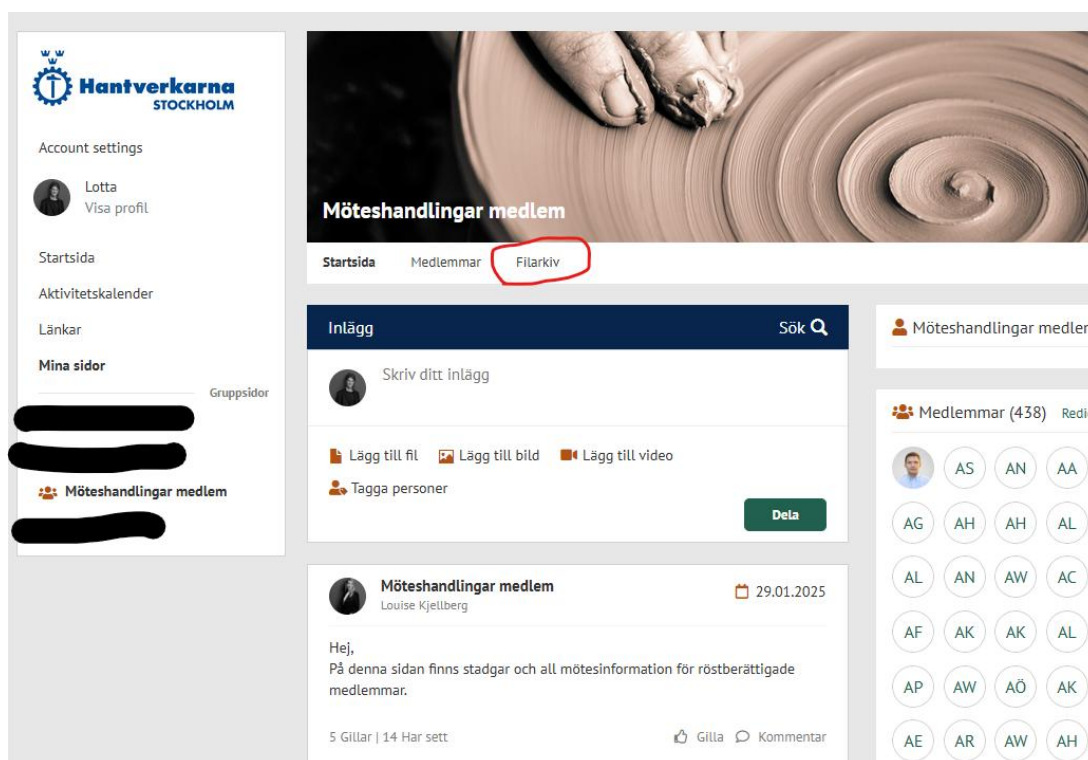 Hantverkarna
STOCKHOLM
Account settings
Lotta
Visa profil
Startsida
Aktivitetskalender
Länkar
Mina sidor
Gruppsidor
Möteshandlingar medlem
Möteshandlingar medlem
Startsida Medlemmar Filarkiv
Inlägg Sök
Skriv ditt inlägg
Lägg till fil Lägg till bild Lägg till video
Tagga personer
Dela
Möteshandlingar medlem 29.01.2025
Louise Kjellberg
Hej,
På denna sidan finns stadgar och all mötesinformation för röstberättigade
medlemmar.
5 Gillar | 14 Har sett Gilla Kommentar
Möteshandlingar medler
Medlemmar (438) Redi
AS AN AA
AG AH AH AL
AL AN AW AC
AF AK AK AL
AP AW AÖ AK
AE AR AW AH